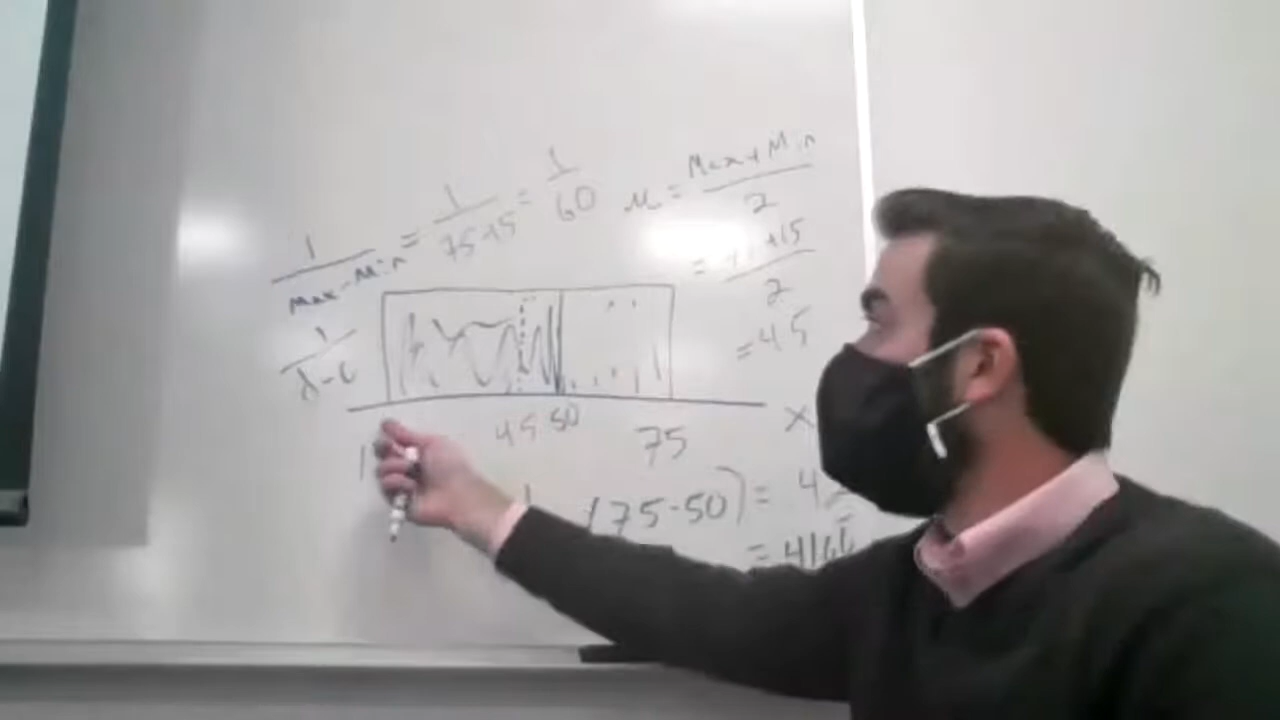 1/(Max-Min) = 1/(75-15) = 1/60
μ = (Max+Min)/2
= +15/2
= 45
1/(d-c)
45 50
75
x
(75-50) =
= 4166